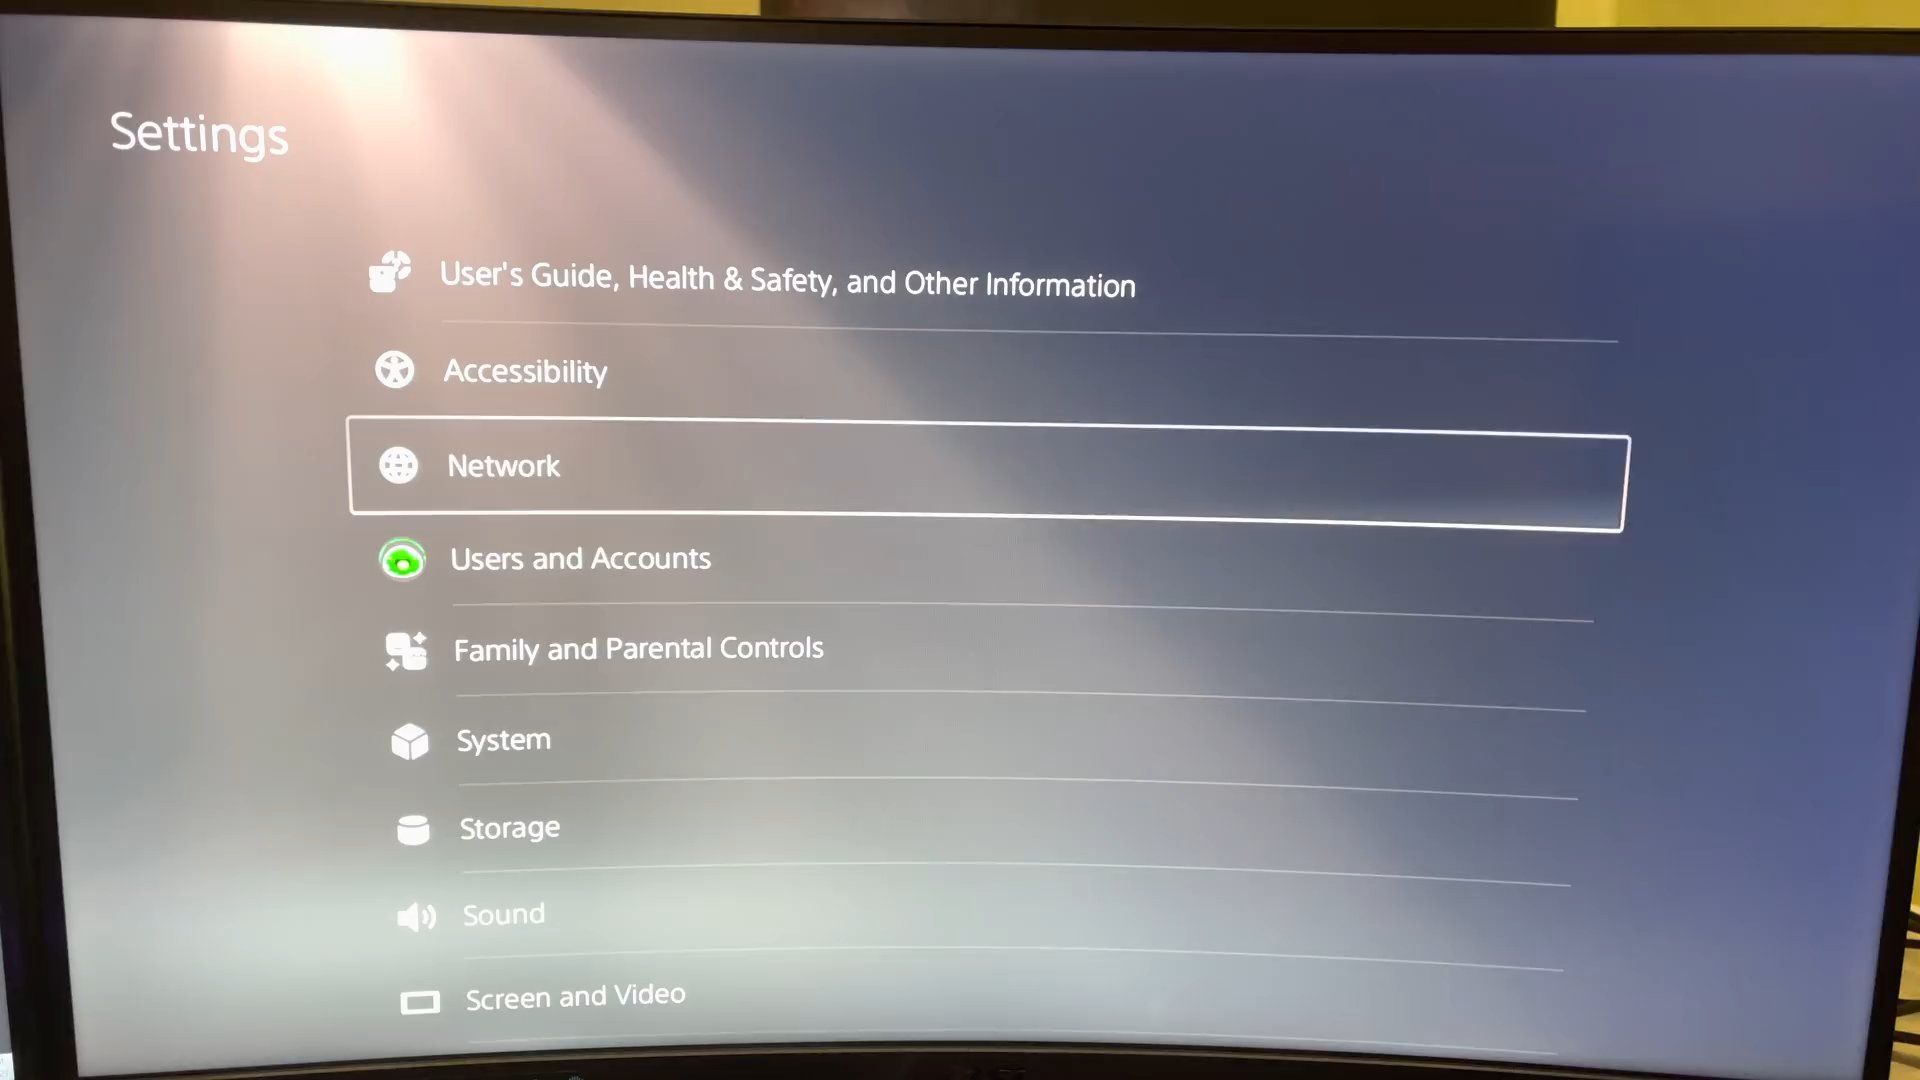 Settings
User's Guide, Health & Safety, and Other Information
Accessibility
Network
Users and Accounts
Family and Parental Controls
System
Storage
Sound
Screen and Video